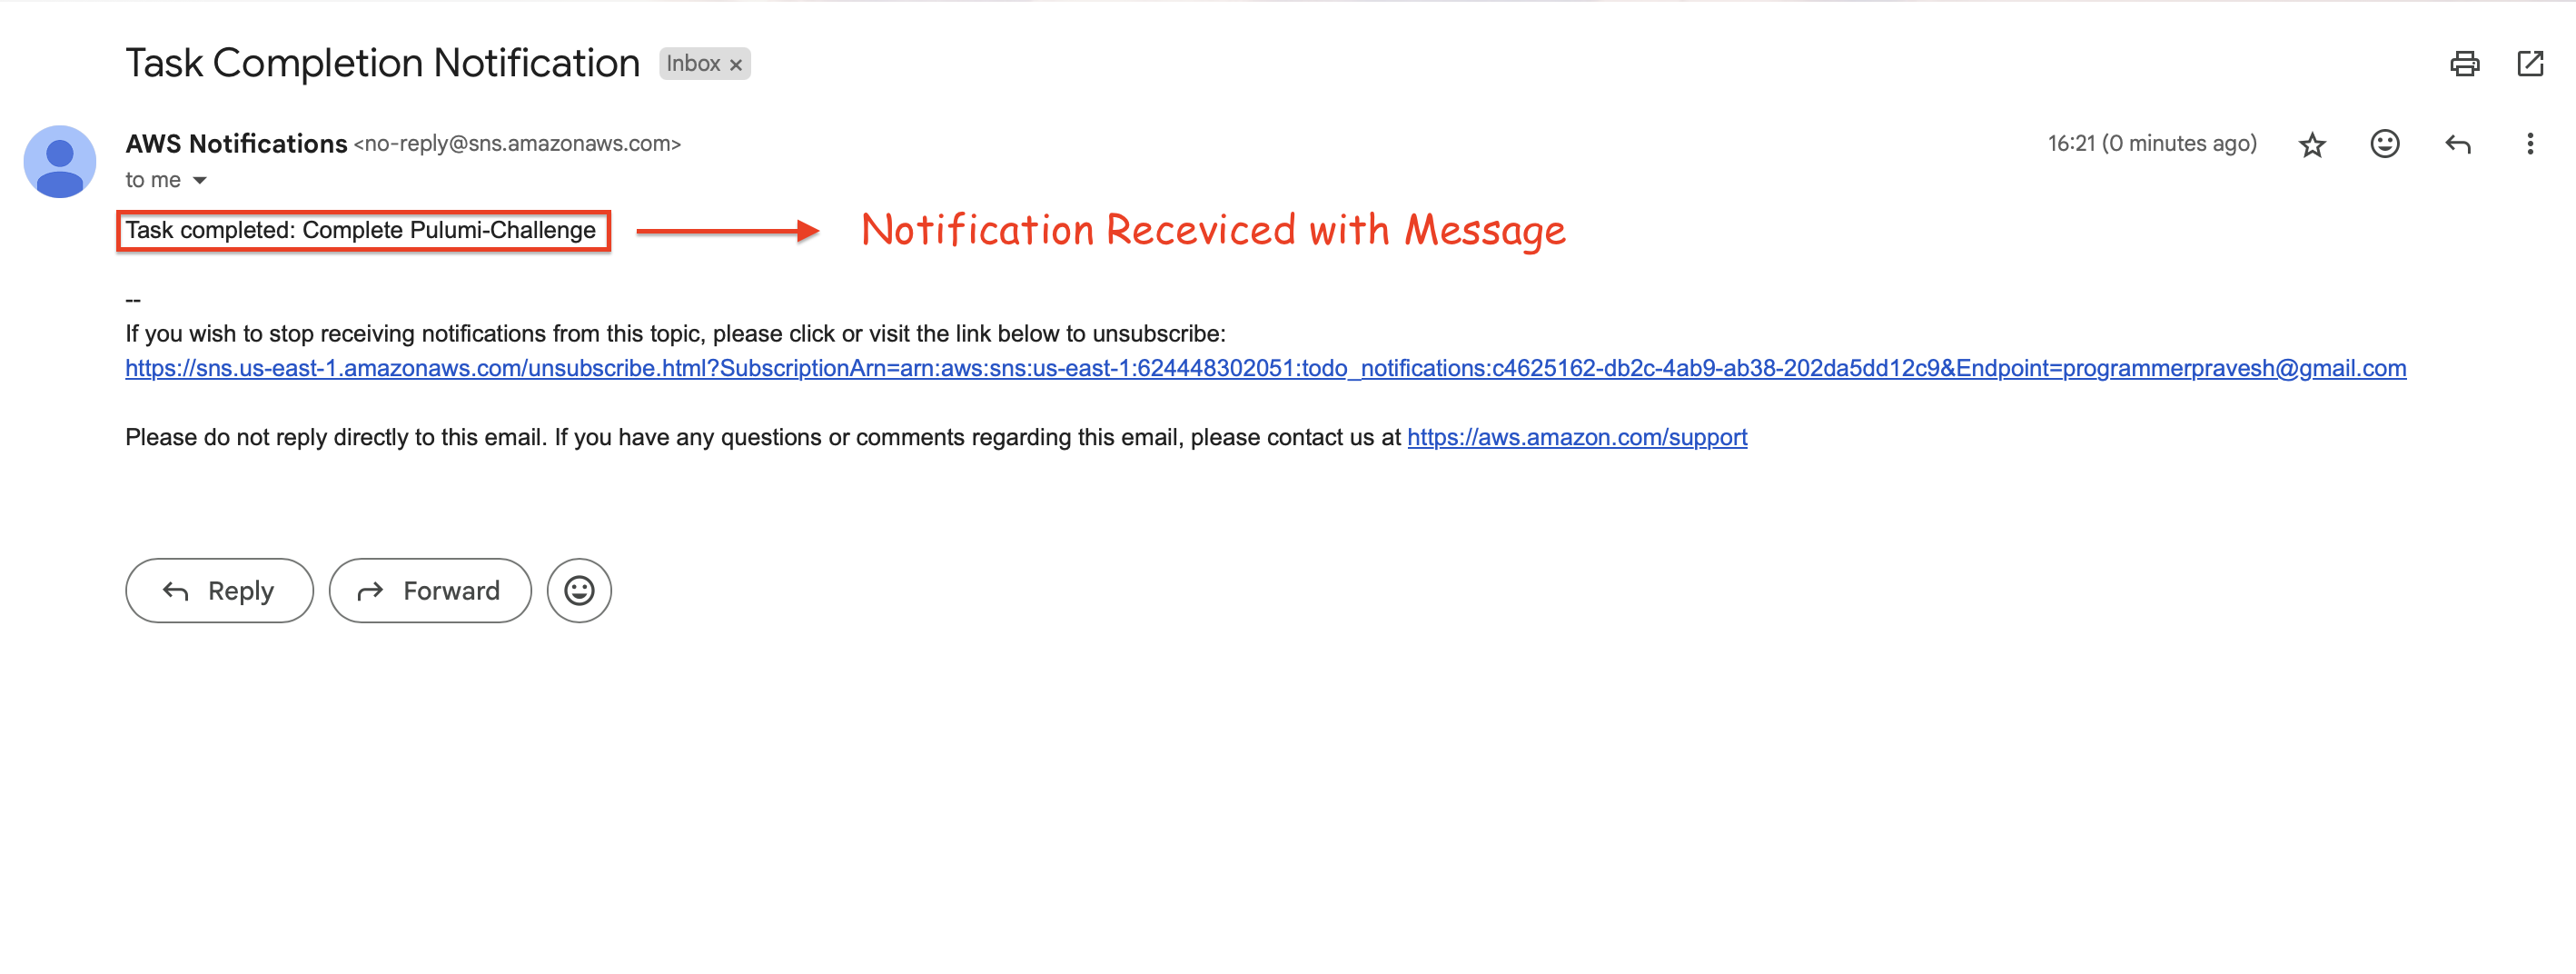 Task Completion Notification Inbox x
AWS Notifications <no-reply@sns.amazonaws.com> 16:21 (0 minutes ago)
to me
Task completed: Complete Pulumi-Challenge Notification Receviced with Message
--
If you wish to stop receiving notifications from this topic, please click or visit the link below to unsubscribe:
https://sns.us-east-1.amazonaws.com/unsubscribe.html?SubscriptionArn=arn:aws:sns:us-east-1:624448302051:todo_notifications:c4625162-db2c-4ab9-ab38-202da5dd12c9&Endpoint=programmerpravesh@gmail.com
Please do not reply directly to this email. If you have any questions or comments regarding this email, please contact us at https://aws.amazon.com/support
Reply Forward